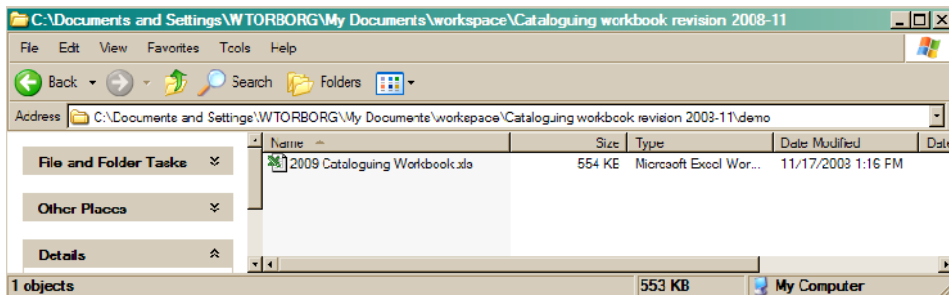 C:\Documents and Settings\WTORBORG\My Documents\workspace\Cataloguing workbook revision 2008-11
File Edit View Favorites Tools Help
Back Search Folders
Address C:\Documents and Settings\WTORBORG\My Documents\workspace\Cataloguing workbook revision 2008-11\demo
Name Size Type Date Modified Date
File and Folder Tasks 2009 Cataloguing Workbook.xls 554 KB Microsoft Excel Wor... 11/17/2008 1:16 PM
Other Places
Details
1 objects 553 KB My Computer